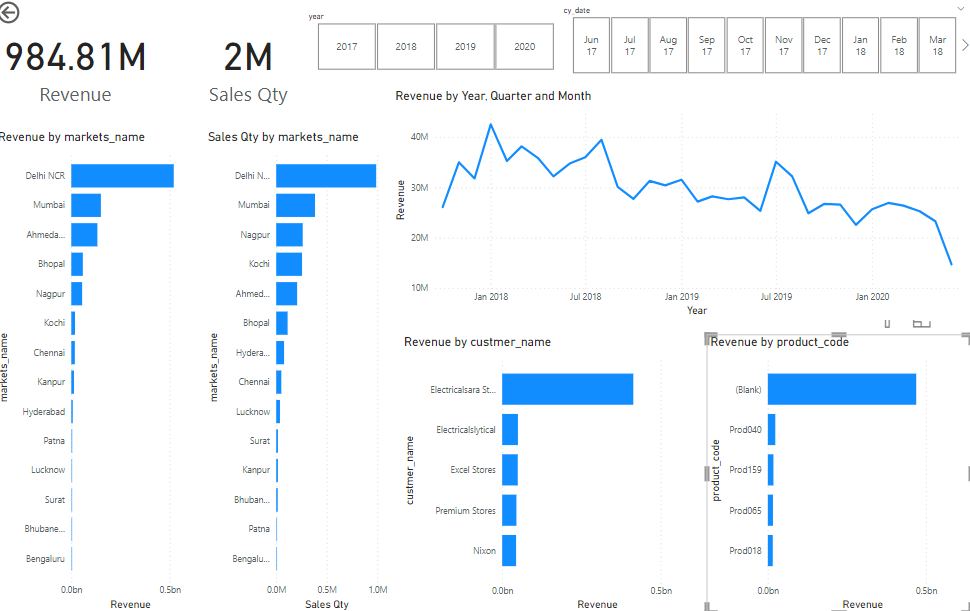 year
2017
2018
2019
2020
cy_date
Jun 17
Jul 17
Aug 17
Sep 17
Oct 17
Nov 17
Dec 17
Jan 18
Feb 18
Mar 18
984.81M
Revenue
2M
Sales Qty
Revenue by markets_name
markets_name
Delhi NCR
Mumbai
Ahmeda...
Bhopal
Nagpur
Kochi
Chennai
Kanpur
Hyderabad
Patna
Lucknow
Surat
Bhubane...
Bengaluru
0.0bn
0.5bn
Revenue
Sales Qty by markets_name
markets_name
Delhi N...
Mumbai
Nagpur
Kochi
Ahmed...
Bhopal
Hydera...
Chennai
Lucknow
Surat
Kanpur
Bhuban...
Patna
Bengalu...
0.0M
0.5M
1.0M
Sales Qty
Revenue by Year, Quarter and Month
Revenue
40M
30M
20M
10M
Jan 2018
Jul 2018
Jan 2019
Jul 2019
Jan 2020
Year
Revenue by custmer_name
custmer_name
Electricalsara St...
Electricalslytical
Excel Stores
Premium Stores
Nixon
0.0bn
0.5bn
Revenue
Revenue by product_code
product_code
(Blank)
Prod040
Prod159
Prod065
Prod018
0.0bn
0.5bn
Revenue